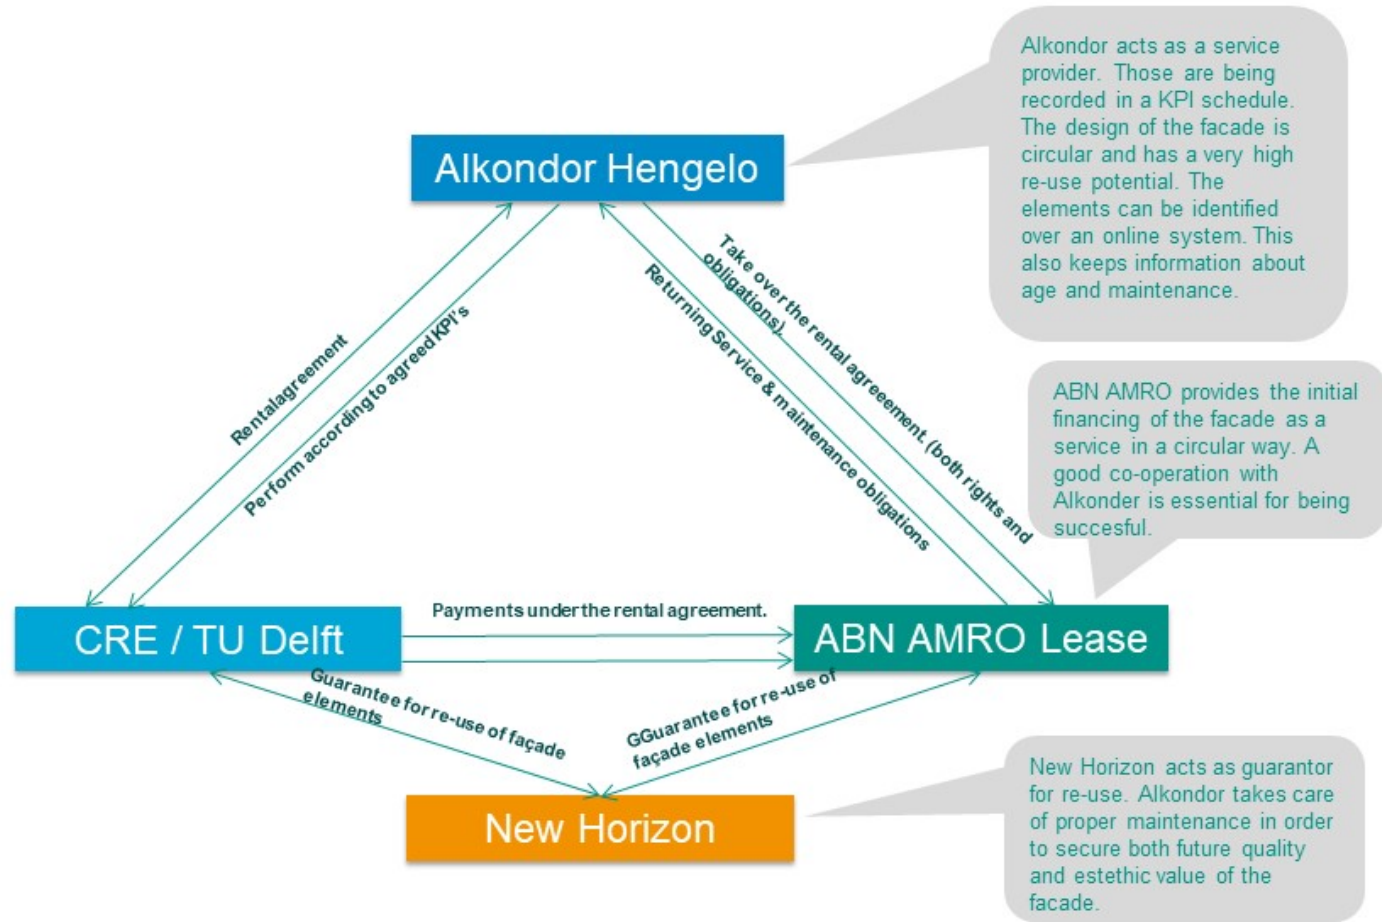 Alkondor acts as a service
provider. Those are being
recorded in a KPI schedule.
The design of the facade is
circular and has a very high
re-use potential. The
elements can be identified
over an online system. This
also keeps information about
age and maintenance.
Alkondor Hengelo
Rentalagreement
Perform according to agreed KPI's
Take over the rental agreeement. (both rights and
obligations).
Returning Service & maintenance obligations
ABN AMRO provides the initial
financing of the facade as a
service in a circular way. A
good co-operation with
Alkonder is essential for being
succesful.
CRE / TU Delft
Payments under the rental agreement.
ABN AMRO Lease
Guarantee for re-use of façade
elements
GGuarantee for re-use of
façade elements
New Horizon
New Horizon acts as guarantor
for re-use. Alkondor takes care
of proper maintenance in order
to secure both future quality
and estethic value of the
facade.